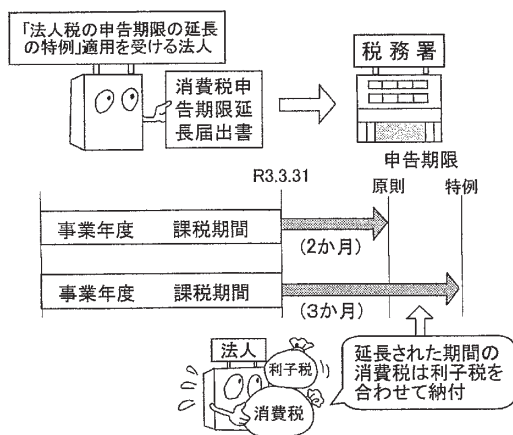 「法人税の申告期限の延長
の特例」適用を受ける法人
消費税申
告期限延
長届出書
税務署
申告期限
R3.3.31
原則
特例
事業年度 課税期間
(2か月)
事業年度 課税期間
(3か月)
法人
利子税
消費税
延長された期間の
消費税は利子税を
合わせて納付